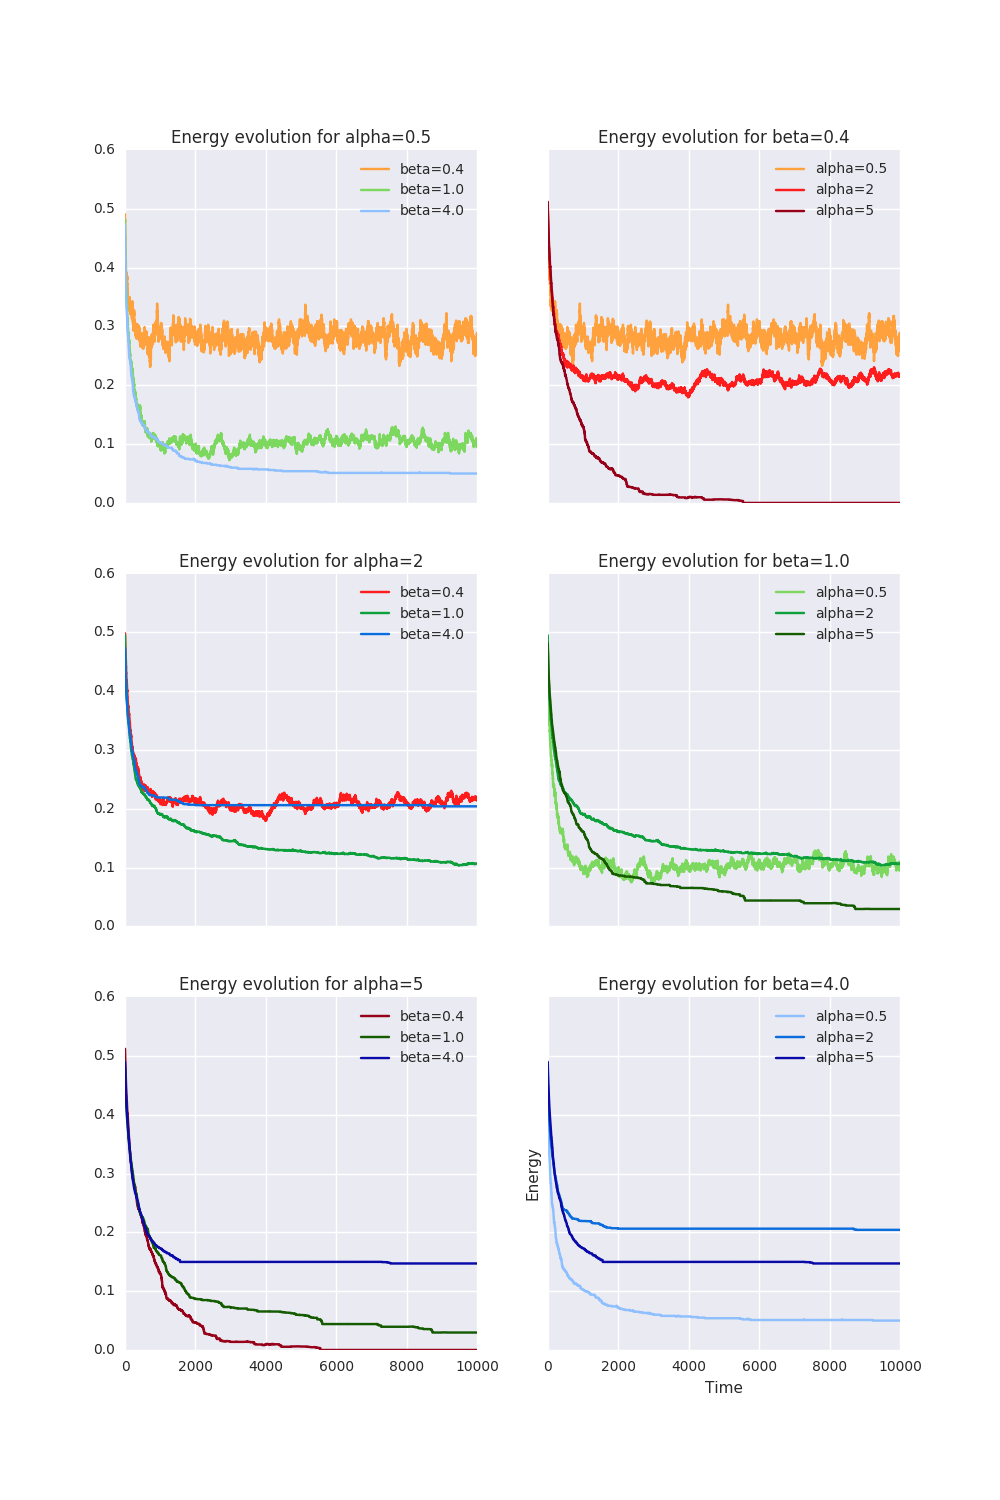 Energy evolution for alpha=0.5
0.6
0.5
0.4
0.3
0.2
0.1
0.0
beta=0.4
beta=1.0
beta=4.0
Energy evolution for beta=0.4
alpha=0.5
alpha=2
alpha=5
Energy evolution for alpha=2
0.6
0.5
0.4
0.3
0.2
0.1
0.0
beta=0.4
beta=1.0
beta=4.0
Energy evolution for beta=1.0
alpha=0.5
alpha=2
alpha=5
Energy evolution for alpha=5
0.6
0.5
0.4
0.3
0.2
0.1
0.0
beta=0.4
beta=1.0
beta=4.0
0 2000 4000 6000 8000 10000
Energy evolution for beta=4.0
alpha=0.5
alpha=2
alpha=5
Energy
0 2000 4000 6000 8000 10000
Time